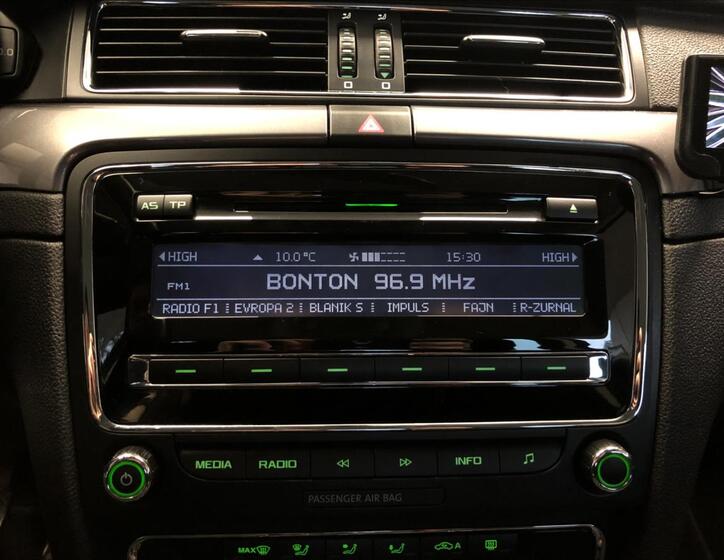 AS TP
HIGH 10.0 °C 15:30 HIGH
FM1 BONTON 96.9 MHz
RADIO F1 EVROPA 2 BLANIK S IMPULS FAJN R-ZURNAL
MEDIA RADIO INFO
PASSENGER AIR BAG
MAX A